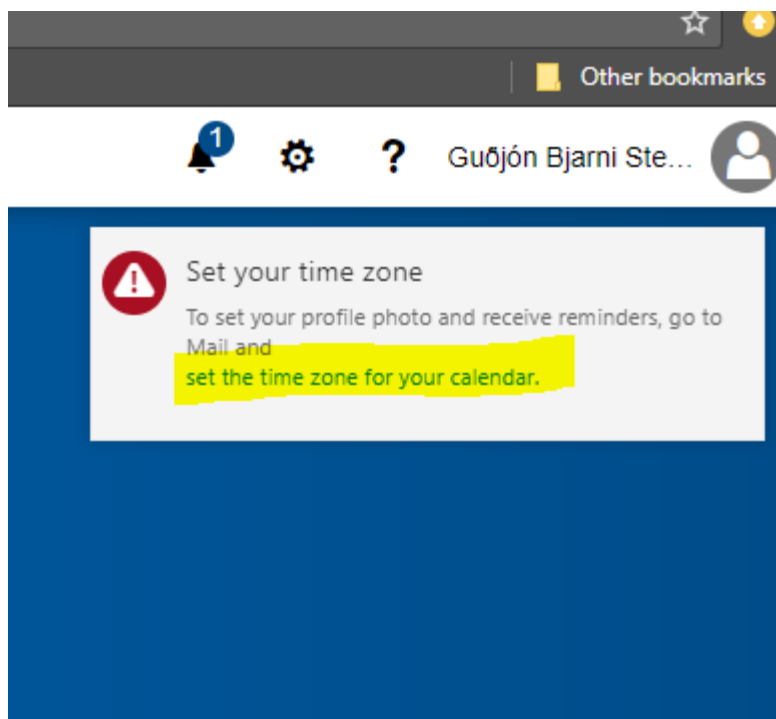 Other bookmarks
1
? Guðjón Bjarni Ste...
Set your time zone
To set your profile photo and receive reminders, go to
Mail and
set the time zone for your calendar.